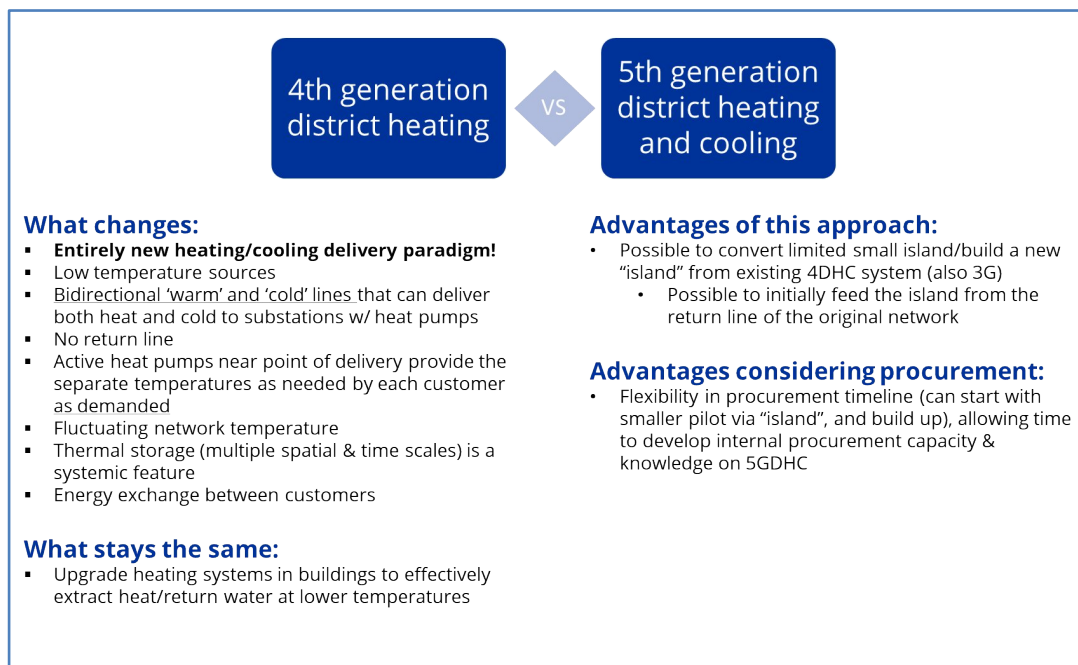 4th generation
district heating
VS
5th generation
district heating
and cooling
What changes:
▪ Entirely new heating/cooling delivery paradigm!
▪ Low temperature sources
▪ Bidirectional ‘warm’ and ‘cold’ lines that can deliver
both heat and cold to substations w/ heat pumps
▪ No return line
▪ Active heat pumps near point of delivery provide the
separate temperatures as needed by each customer
as demanded
▪ Fluctuating network temperature
▪ Thermal storage (multiple spatial & time scales) is a
systemic feature
▪ Energy exchange between customers
What stays the same:
▪ Upgrade heating systems in buildings to effectively
extract heat/return water at lower temperatures
Advantages of this approach:
• Possible to convert limited small island/build a new
“island” from existing 4DHC system (also 3G)
• Possible to initially feed the island from the
return line of the original network
Advantages considering procurement:
• Flexibility in procurement timeline (can start with
smaller pilot via “island”, and build up), allowing time
to develop internal procurement capacity &
knowledge on 5GDHC